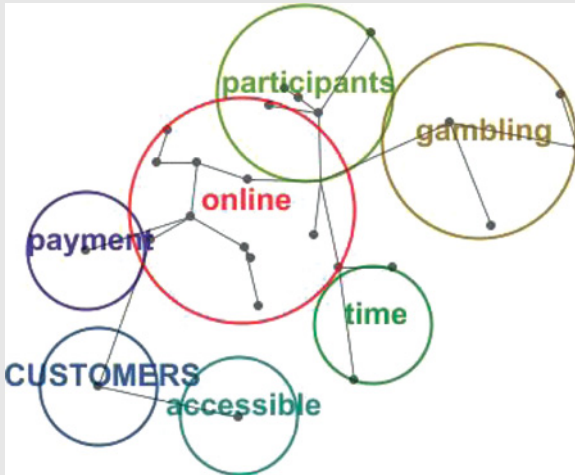 participants
gambling
online
payment
time
CUSTOMERS
accessible